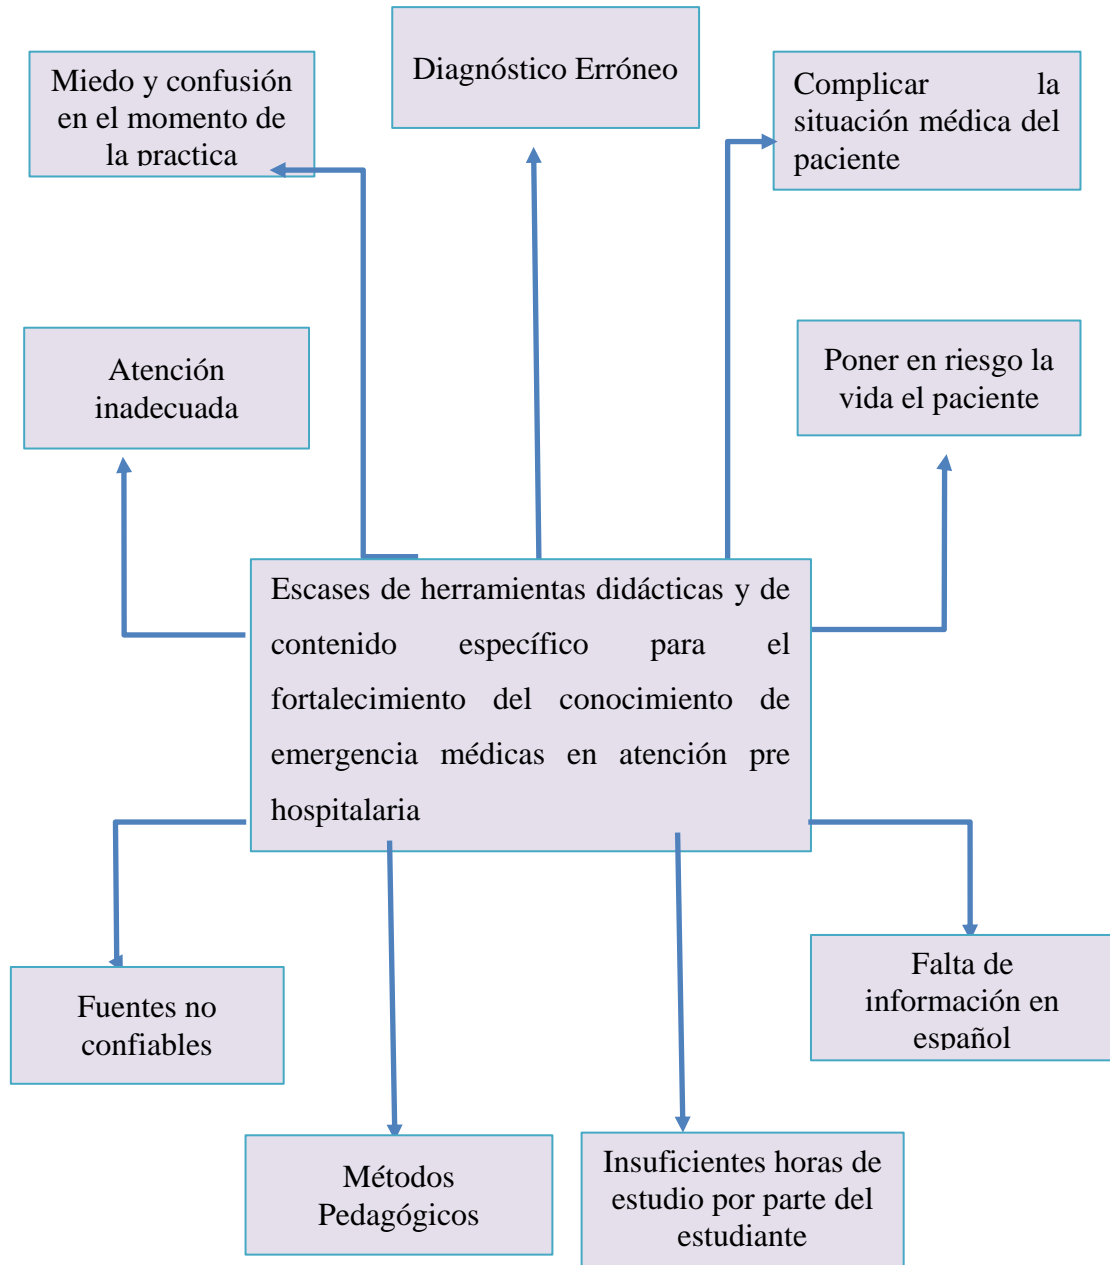 Diagnóstico Erróneo
Miedo y confusión
en el momento de
la practica
Complicar la
situación médica del
paciente
Atención
inadecuada
Poner en riesgo la
vida el paciente
Escases de herramientas didácticas y de
contenido específico para el
fortalecimiento del conocimiento de
emergencia médicas en atención pre
hospitalaria
Fuentes no
confiables
Falta de
información en
español
Métodos
Pedagógicos
Insuficientes horas de
estudio por parte del
estudiante